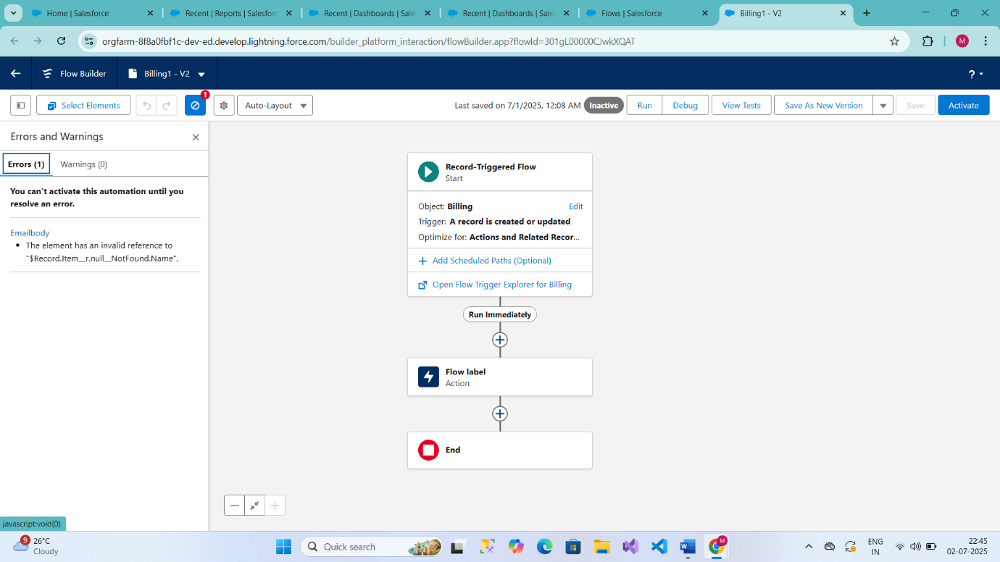 Home | Salesforce
Recent | Reports | Salesforc
Recent | Dashboards | Sale
Recent | Dashboards | Sale
Flows | Salesforce
Billing1 - V2
orgfarm-8f8a0fbf1c-dev-ed.develop.lightning.force.com/builder_platform_interaction/flowBuilder.app?flowId=301gL00000CJwkXQAT
M
Flow Builder
Billing1 - V2
?
Select Elements
1
Auto-Layout
Last saved on 7/1/2025, 12:08 AM
Inactive
Run
Debug
View Tests
Save As New Version
Save
Activate
Errors and Warnings
Errors (1)
Warnings (0)
You can't activate this automation until you
resolve an error.
Emailbody
• The element has an invalid reference to
"$Record.Item__r.null__NotFound.Name".
Record-Triggered Flow
Start
Object: Billing
Edit
Trigger: A record is created or updated
Optimize for: Actions and Related Recor...
Add Scheduled Paths (Optional)
Open Flow Trigger Explorer for Billing
Run Immediately
Flow label
Action
End
javascript:void(0)
9
26°C
Cloudy
Quick search
M
ENG
IN
22:45
02-07-2025